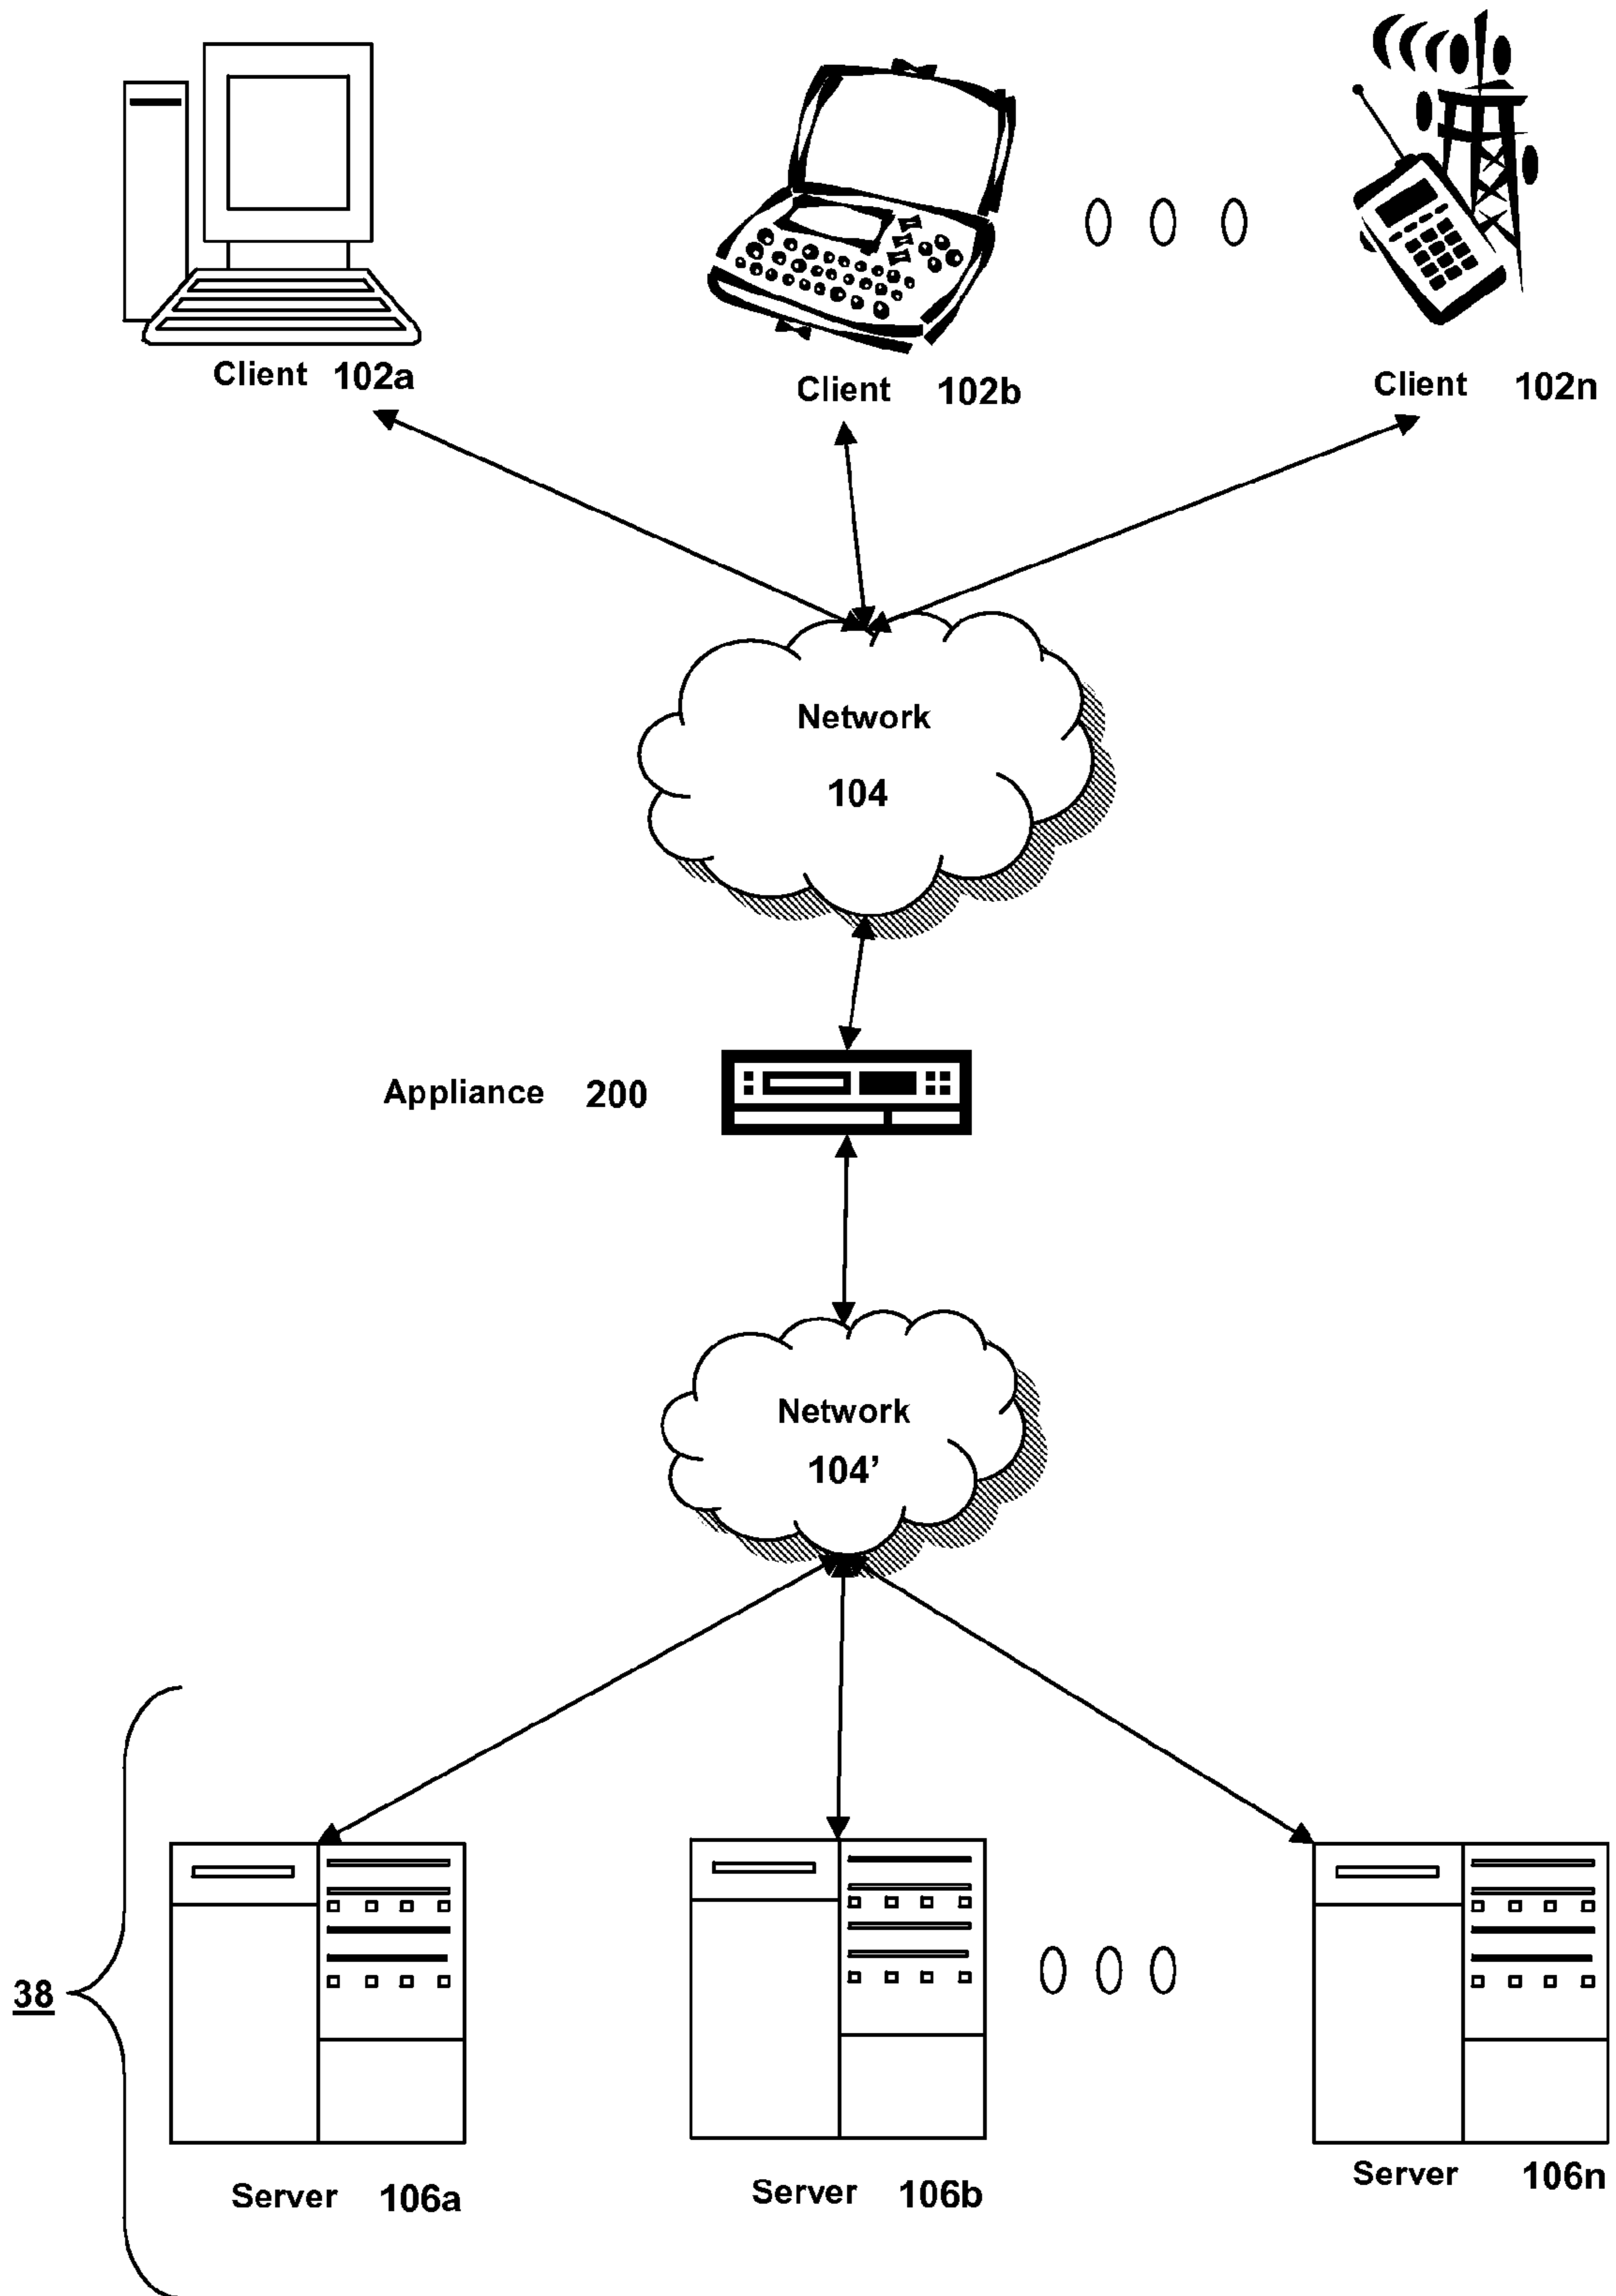 Client 102a
Client 102b
Client 102n
Network
104
Appliance 200
Network
104’
38
Server 106a
Server 106b
Server 106n